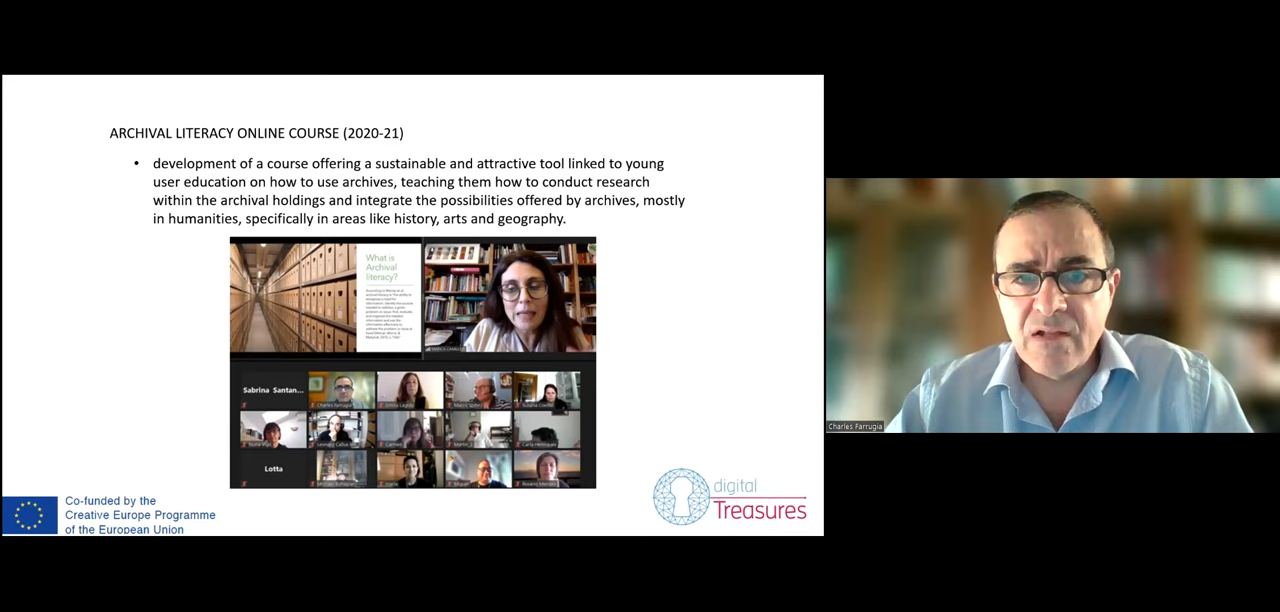 ARCHIVAL LITERACY ONLINE COURSE (2020-21)
• development of a course offering a sustainable and attractive tool linked to young
user education on how to use archives, teaching them how to conduct research
within the archival holdings and integrate the possibilities offered by archives, mostly
in humanities, specifically in areas like history, arts and geography.
What is
Archival
literacy?
Sabrina Santan...
Charles Farrugia
Carmen
Lotta
Co-funded by the
Creative Europe Programme
of the European Union
digital
Treasures
Charles Farrugia